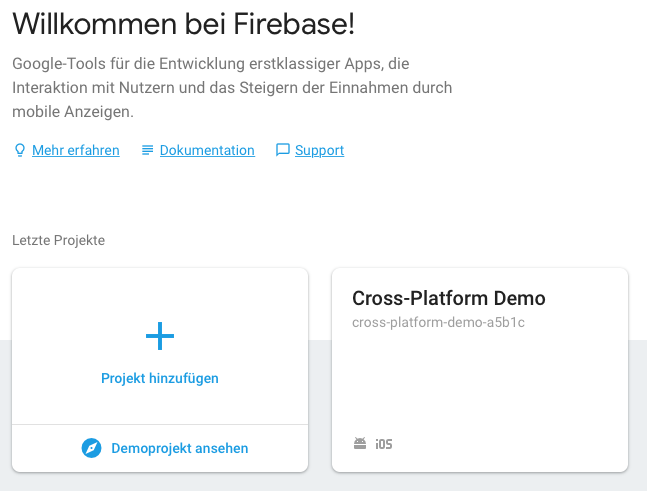 Willkommen bei Firebase!
Google-Tools für die Entwicklung erstklassiger Apps, die
Interaktion mit Nutzern und das Steigern der Einnahmen durch
mobile Anzeigen.
Mehr erfahren Dokumentation Support
Letzte Projekte
Projekt hinzufügen
Demoprojekt ansehen
Cross-Platform Demo
cross-platform-demo-a5b1c
iOS